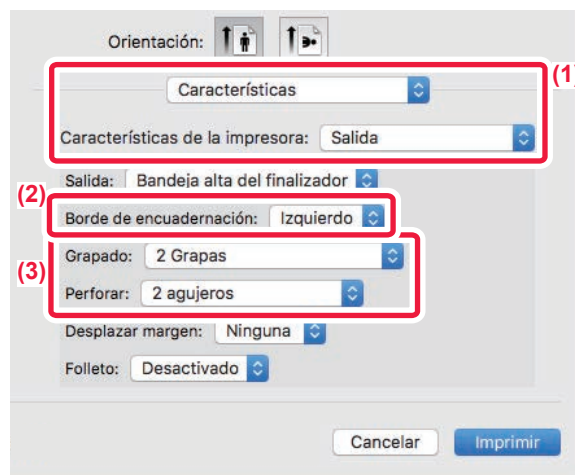 Orientación:
(1)
Características
Características de la impresora: Salida
Salida: Bandeja alta del finalizador
(2)
Borde de encuadernación: Izquierdo
(3)
Grapado: 2 Grapas
Perforar: 2 agujeros
Desplazar margen: Ninguna
Folleto: Desactivado
Cancelar Imprimir